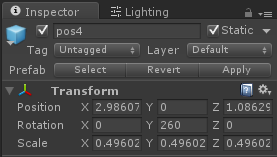 Inspector Lighting
pos4 Static
Tag Untagged Layer Default
Prefab Select Revert Apply
Transform
Position X 2.98607 Y 0 Z 1.08629
Rotation X 0 Y 260 Z 0
Scale X 0.49602 Y 0.49602 Z 0.49602